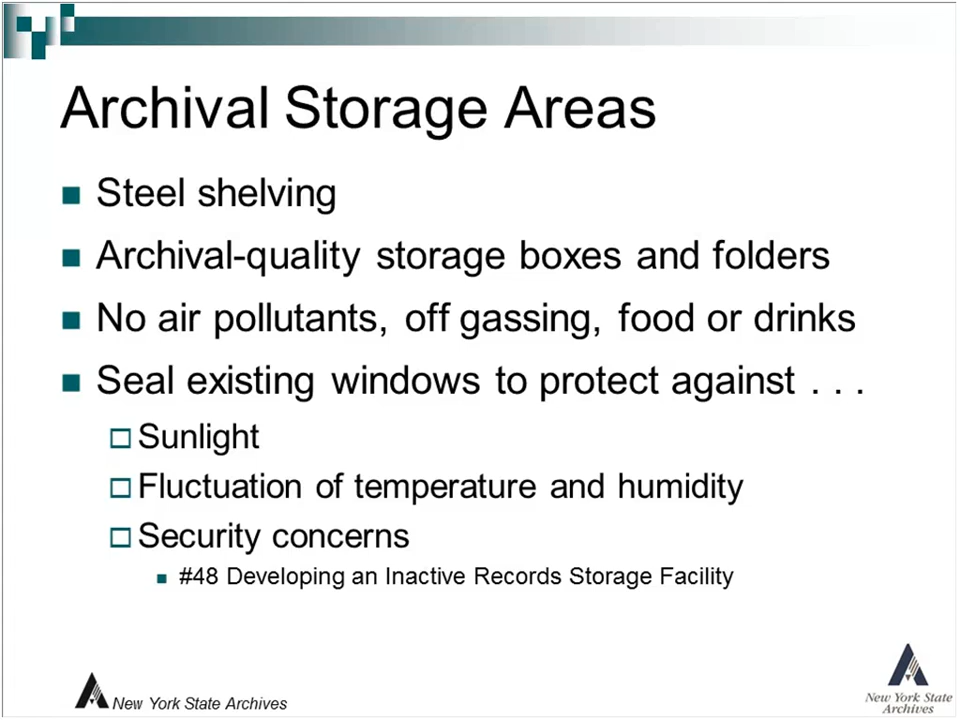 Archival Storage Areas
Steel shelving
Archival-quality storage boxes and folders
No air pollutants, off gassing, food or drinks
Seal existing windows to protect against . . .
Sunlight
Fluctuation of temperature and humidity
Security concerns
#48 Developing an Inactive Records Storage Facility
New York State Archives
New York State
Archives